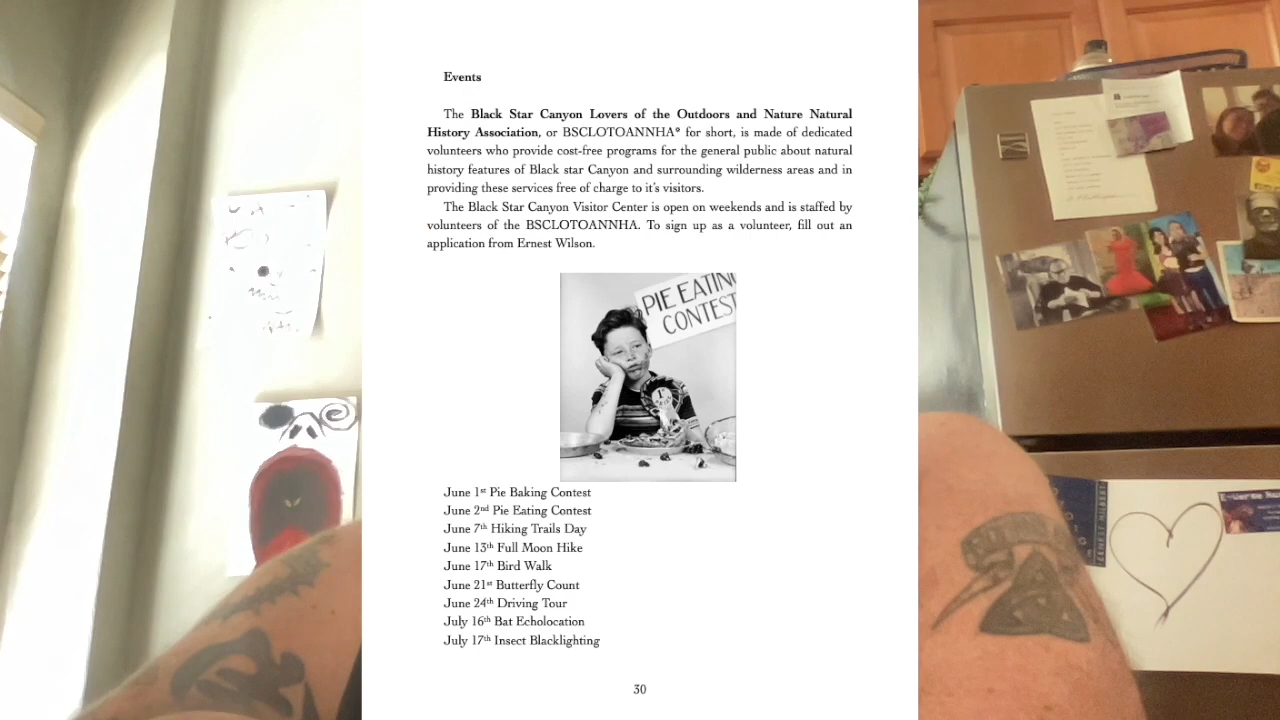 Events
The Black Star Canyon Lovers of the Outdoors and Nature Natural
History Association, or BSCLOTOANNHA® for short, is made of dedicated
volunteers who provide cost-free programs for the general public about natural
history features of Black star Canyon and surrounding wilderness areas and in
providing these services free of charge to it's visitors.
The Black Star Canyon Visitor Center is open on weekends and is staffed by
volunteers of the BSCLOTOANNHA. To sign up as a volunteer, fill out an
application from Ernest Wilson.
PIE EATING
CONTEST
June 1st Pie Baking Contest
June 2nd Pie Eating Contest
June 7th Hiking Trails Day
June 13th Full Moon Hike
June 17th Bird Walk
June 21st Butterfly Count
June 24th Driving Tour
July 16th Bat Echolocation
July 17th Insect Blacklighting
30